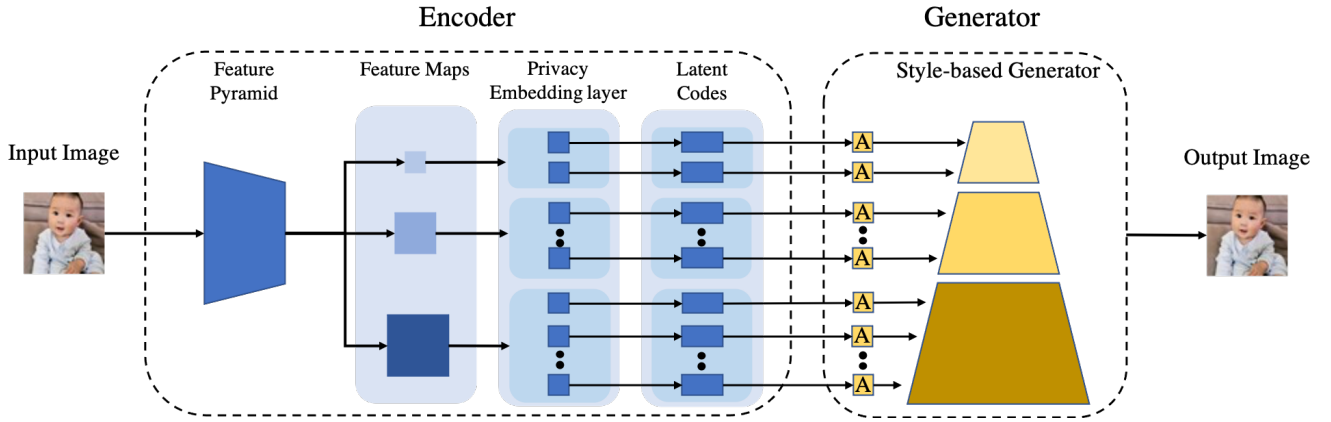 Encoder
Generator
Feature
Pyramid
Feature Maps
Privacy
Embedding layer
Latent
Codes
Style-based Generator
Input Image
Output Image
A
A
A
A
A
A
A